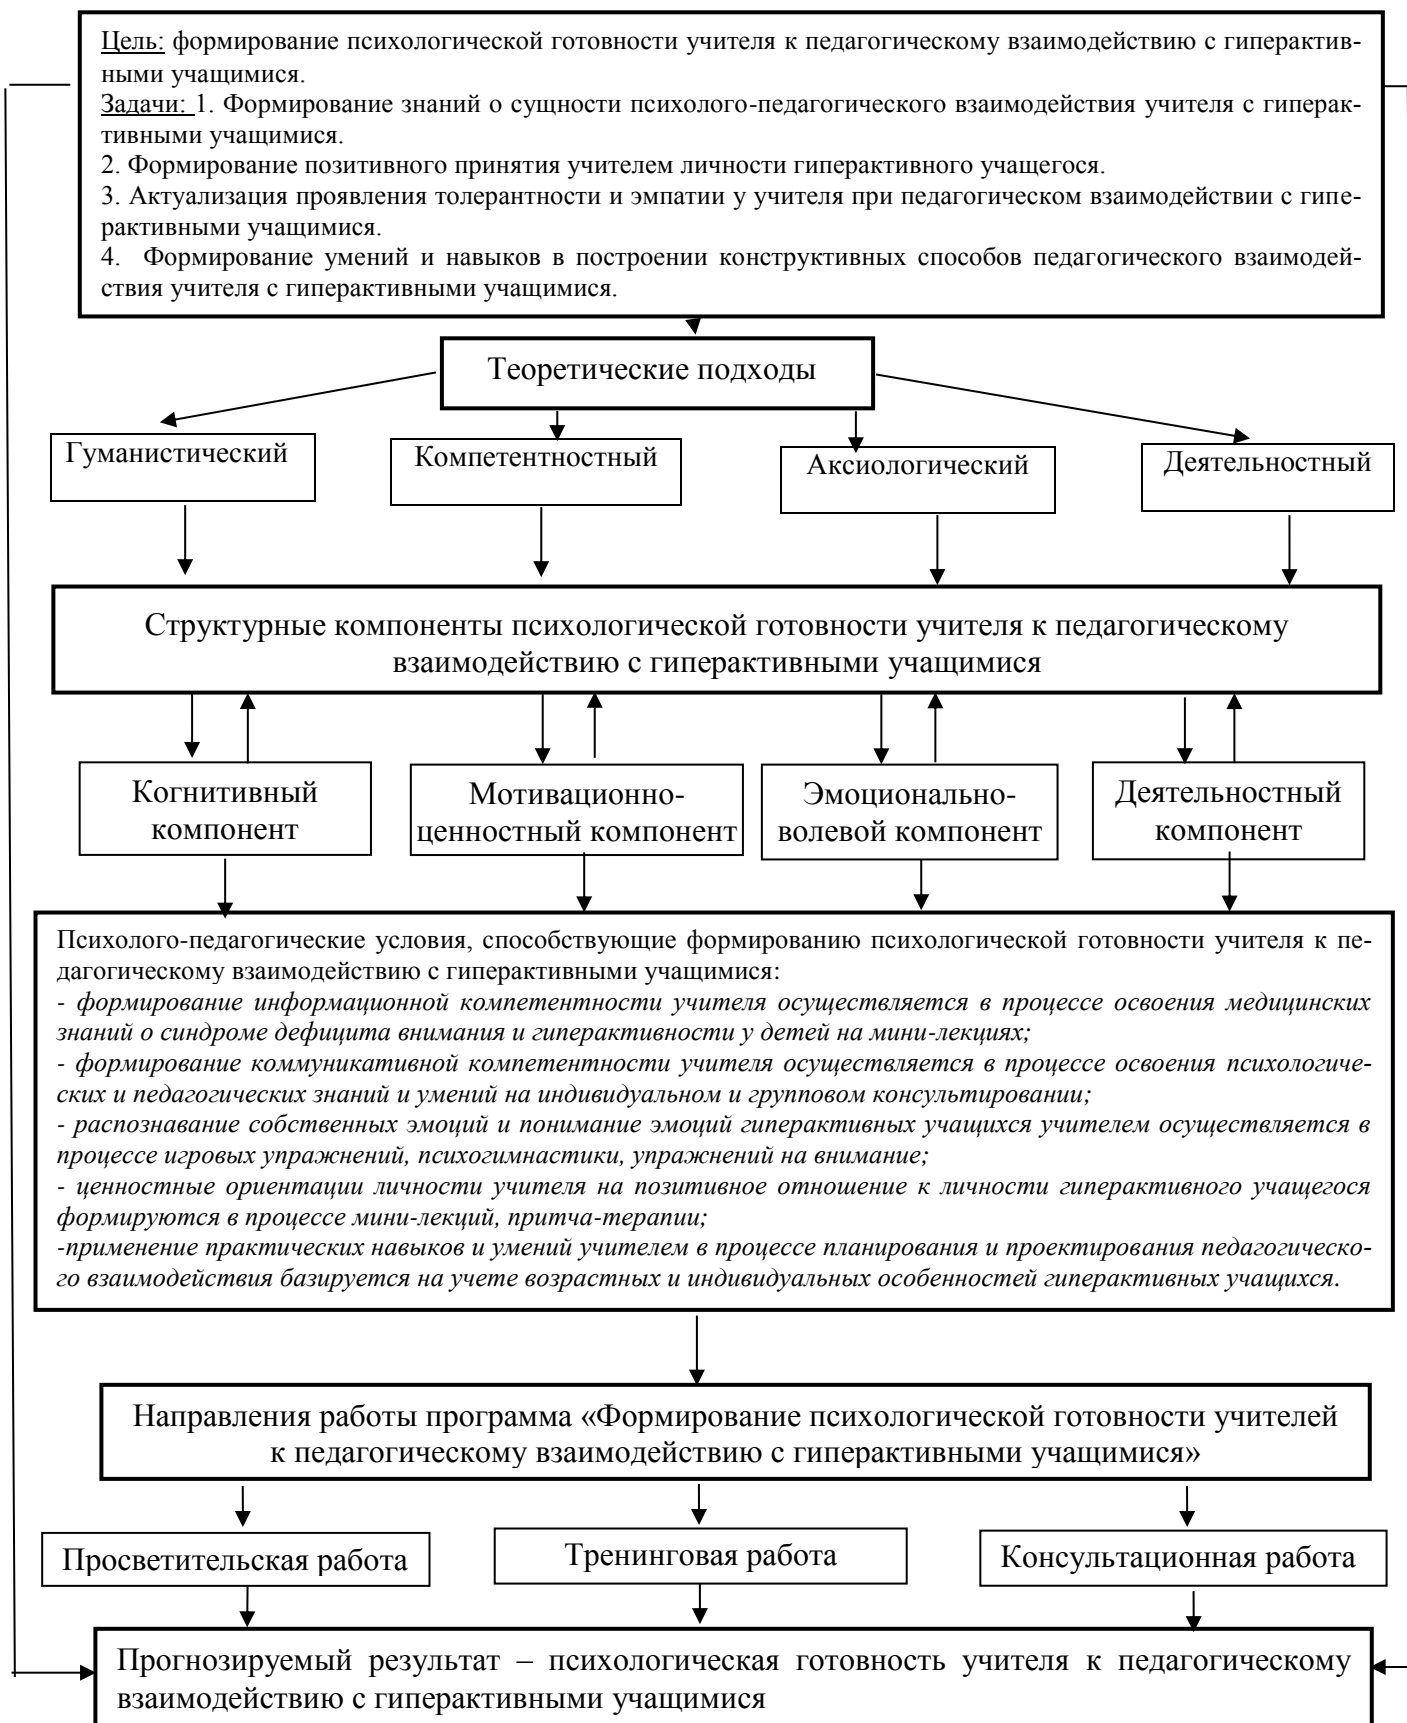 Цель: формирование психологической готовности учителя к педагогическому взаимодействию с гиперактив-
ными учащимися.
Задачи: 1. Формирование знаний о сущности психолого-педагогического взаимодействия учителя с гиперак-
тивными учащимися.
2. Формирование позитивного принятия учителем личности гиперактивного учащегося.
3. Актуализация проявления толерантности и эмпатии у учителя при педагогическом взаимодействии с гипе-
рактивными учащимися.
4. Формирование умений и навыков в построении конструктивных способов педагогического взаимодей-
ствия учителя с гиперактивными учащимися.
Теоретические подходы
Гуманистический
Компетентностный
Аксиологический
Деятельностный
Структурные компоненты психологической готовности учителя к педагогическому
взаимодействию с гиперактивными учащимися
Когнитивный
компонент
Мотивационно-
ценностный компонент
Эмоционально-
волевой компонент
Деятельностный
компонент
Психолого-педагогические условия, способствующие формированию психологической готовности учителя к пе-
дагогическому взаимодействию с гиперактивными учащимися:
- формирование информационной компетентности учителя осуществляется в процессе освоения медицинских
знаний о синдроме дефицита внимания и гиперактивности у детей на мини-лекциях;
- формирование коммуникативной компетентности учителя осуществляется в процессе освоения психологиче-
ских и педагогических знаний и умений на индивидуальном и групповом консультировании;
- распознавание собственных эмоций и понимание эмоций гиперактивных учащихся учителем осуществляется в
процессе игровых упражнений, психогимнастики, упражнений на внимание;
- ценностные ориентации личности учителя на позитивное отношение к личности гиперактивного учащегося
формируются в процессе мини-лекций, притча-терапии;
-применение практических навыков и умений учителем в процессе планирования и проектирования педагогическо-
го взаимодействия базируется на учете возрастных и индивидуальных особенностей гиперактивных учащихся.
Направления работы программа «Формирование психологической готовности учителей
к педагогическому взаимодействию с гиперактивными учащимися»
Просветительская работа
Тренинговая работа
Консультационная работа
Прогнозируемый результат – психологическая готовность учителя к педагогическому
взаимодействию с гиперактивными учащимися